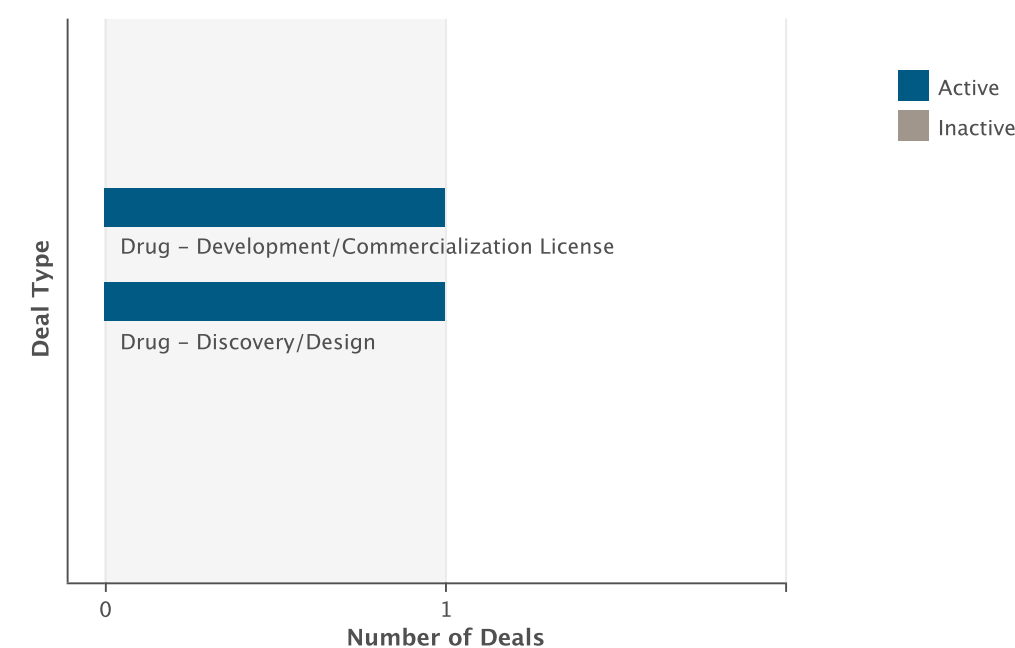 Active
Inactive
Drug – Development/Commercialization License
Drug – Discovery/Design
Deal Type
0
1
Number of Deals